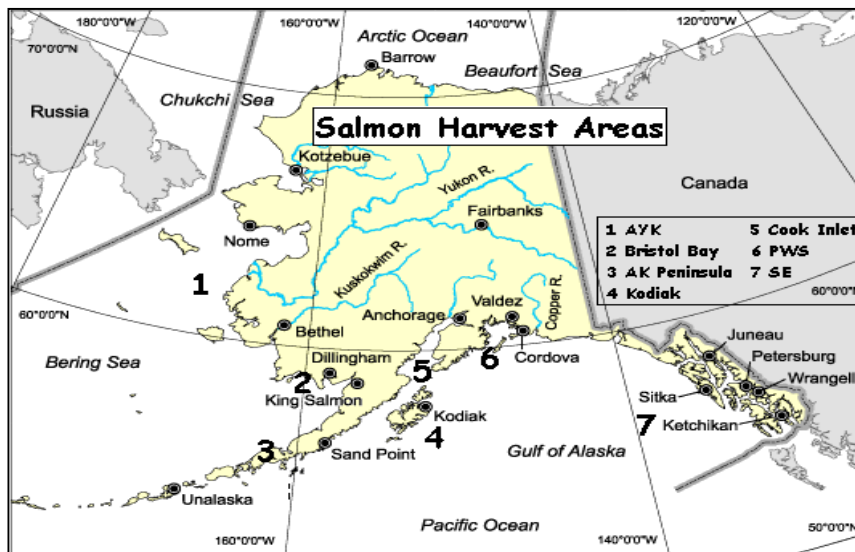 180°0'0"W
160°0'0"W
140°0'0"W
120°0'0"W
70°0'0"N
70°0'0"N
Arctic Ocean
Barrow
Beaufort Sea
Chukchi Sea
Russia
Salmon Harvest Areas
Kotzebue
Yukon R.
Canada
Fairbanks
Nome
1 AYK 5 Cook Inlet
2 Bristol Bay 6 PWS
3 AK Peninsula 7 SE
4 Kodiak
Kuskokwim R.
1
Copper R.
60°0'0"N
60°0'0"N
Anchorage
Valdez
Bethel
Cordova
Juneau
Bering Sea
Dillingham
6
Petersburg
2
5
Wrangell
King Salmon
Sitka
Kodiak
Ketchikan
4
7
3
Sand Point
Gulf of Alaska
Unalaska
Pacific Ocean
50°0'0"N
160°0'0"W
140°0'0"W